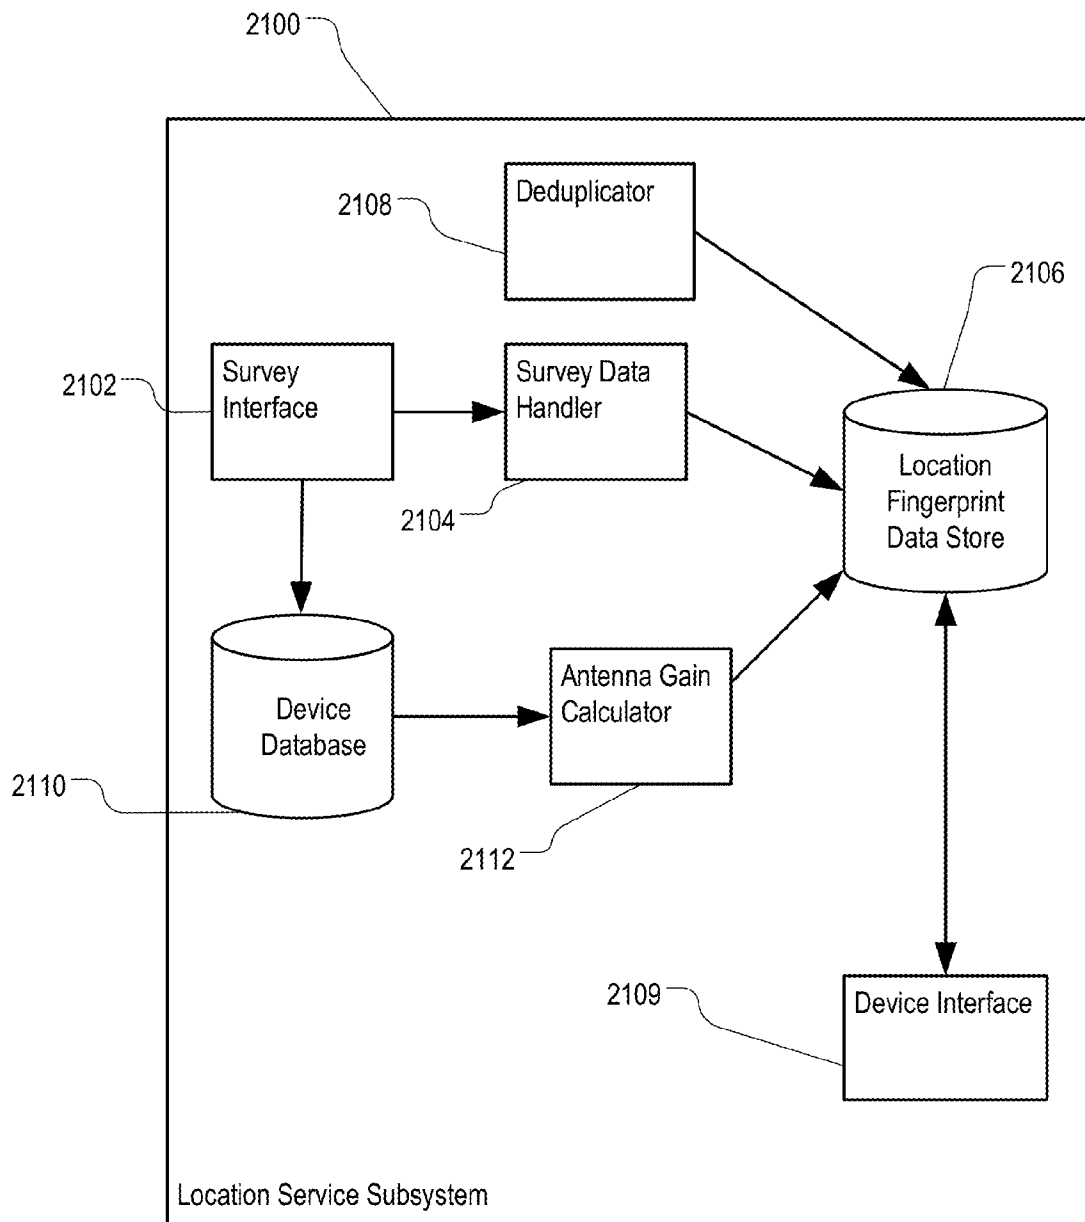 2100
Deduplicator
2108
2106
Survey
Interface
2102
Survey Data
Handler
2104
Location
Fingerprint
Data Store
Device
Database
2110
Antenna Gain
Calculator
2112
2109
Device Interface
Location Service Subsystem